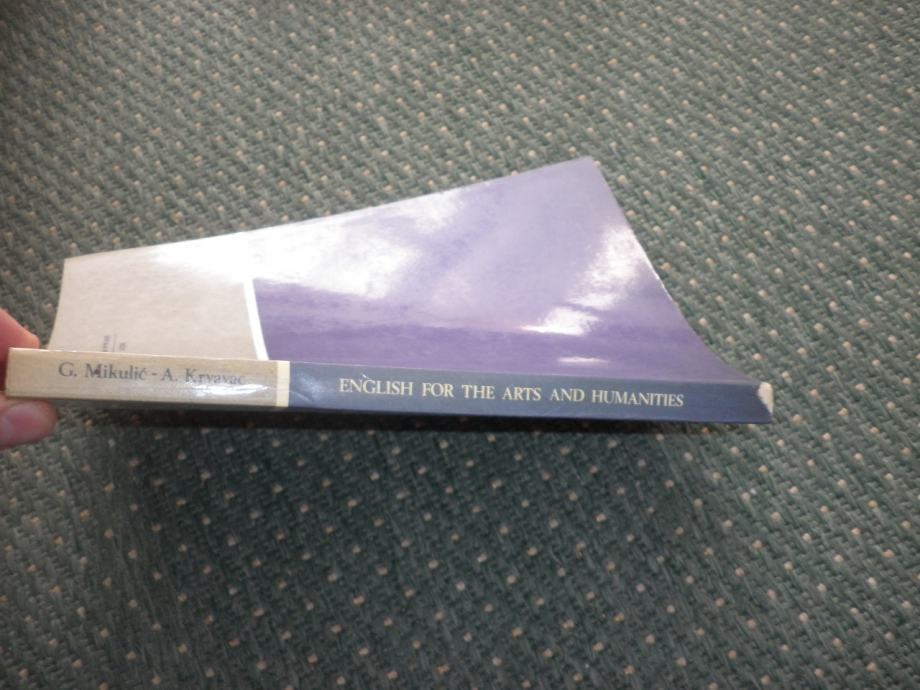 G. Mikulić - A. Krvavac
ENGLISH FOR THE ARTS AND HUMANITIES